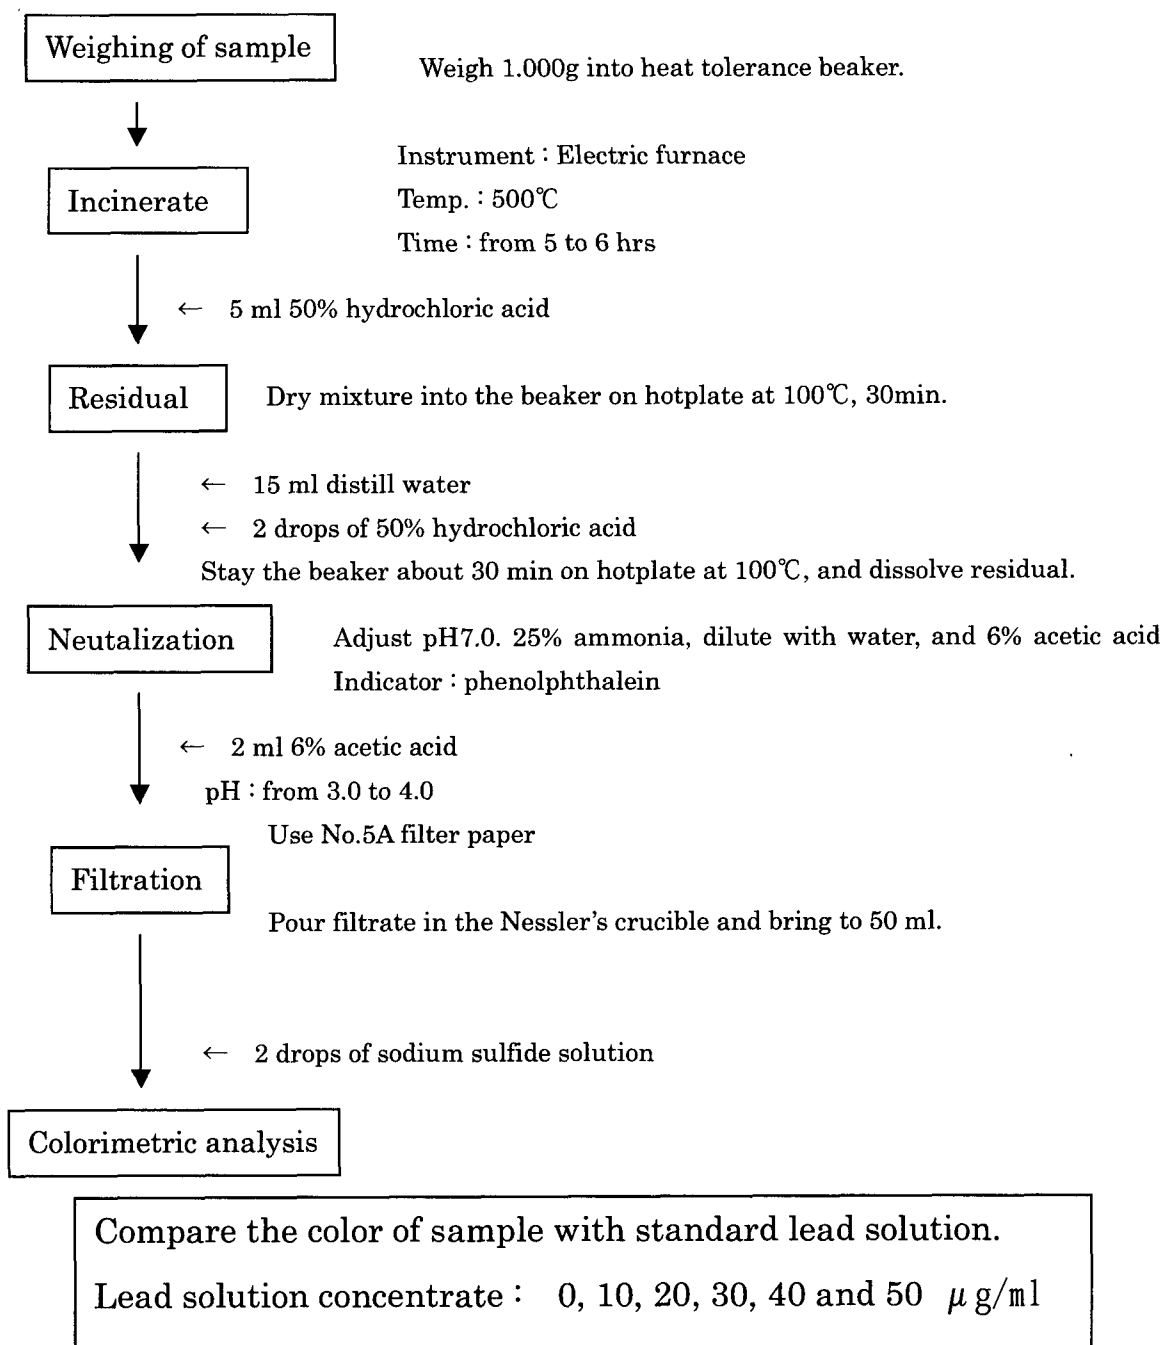 Weighing of sample
Weigh 1.000g into heat tolerance beaker.
Incinerate
Instrument : Electric furnace
Temp. : 500℃
Time : from 5 to 6 hrs
← 5 ml 50% hydrochloric acid
Residual
Dry mixture into the beaker on hotplate at 100℃, 30min.
← 15 ml distill water
← 2 drops of 50% hydrochloric acid
Stay the beaker about 30 min on hotplate at 100℃, and dissolve residual.
Neutalization
Adjust pH7.0. 25% ammonia, dilute with water, and 6% acetic acid
Indicator : phenolphthalein
← 2 ml 6% acetic acid
pH : from 3.0 to 4.0
Use No.5A filter paper
Filtration
Pour filtrate in the Nessler's crucible and bring to 50 ml.
← 2 drops of sodium sulfide solution
Colorimetric analysis
Compare the color of sample with standard lead solution.
Lead solution concentrate : 0, 10, 20, 30, 40 and 50 μg/ml